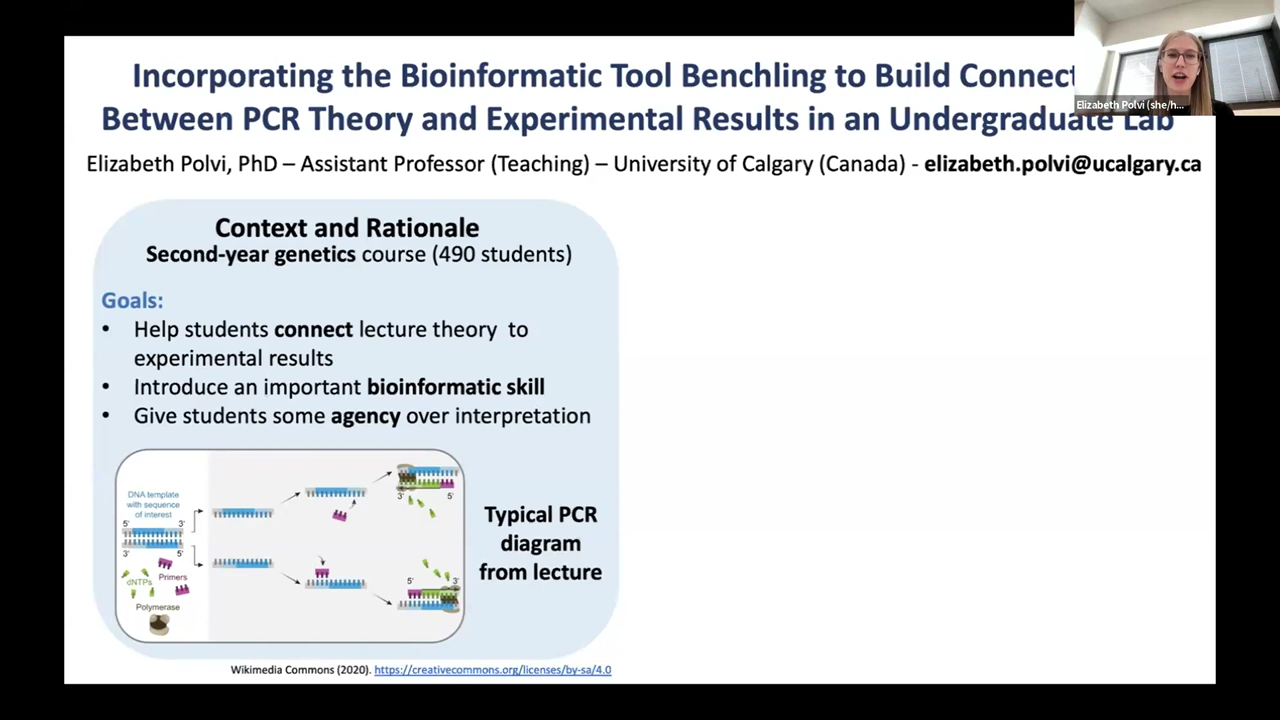 Incorporating the Bioinformatic Tool Benchling to Build Connect
Between PCR Theory and Experimental Results in an Undergraduate Lab
Elizabeth Polvi (she/h...
Elizabeth Polvi, PhD – Assistant Professor (Teaching) – University of Calgary (Canada) - elizabeth.polvi@ucalgary.ca
Context and Rationale
Second-year genetics course (490 students)
Goals:
• Help students connect lecture theory to
experimental results
• Introduce an important bioinformatic skill
• Give students some agency over interpretation
DNA template
with sequence
of interest
5' 3'
3' 5'
dNTPs
Primers
Polymerase
3' 5'
5' 3'
Typical PCR
diagram
from lecture
Wikimedia Commons (2020). https://creativecommons.org/licenses/by-sa/4.0